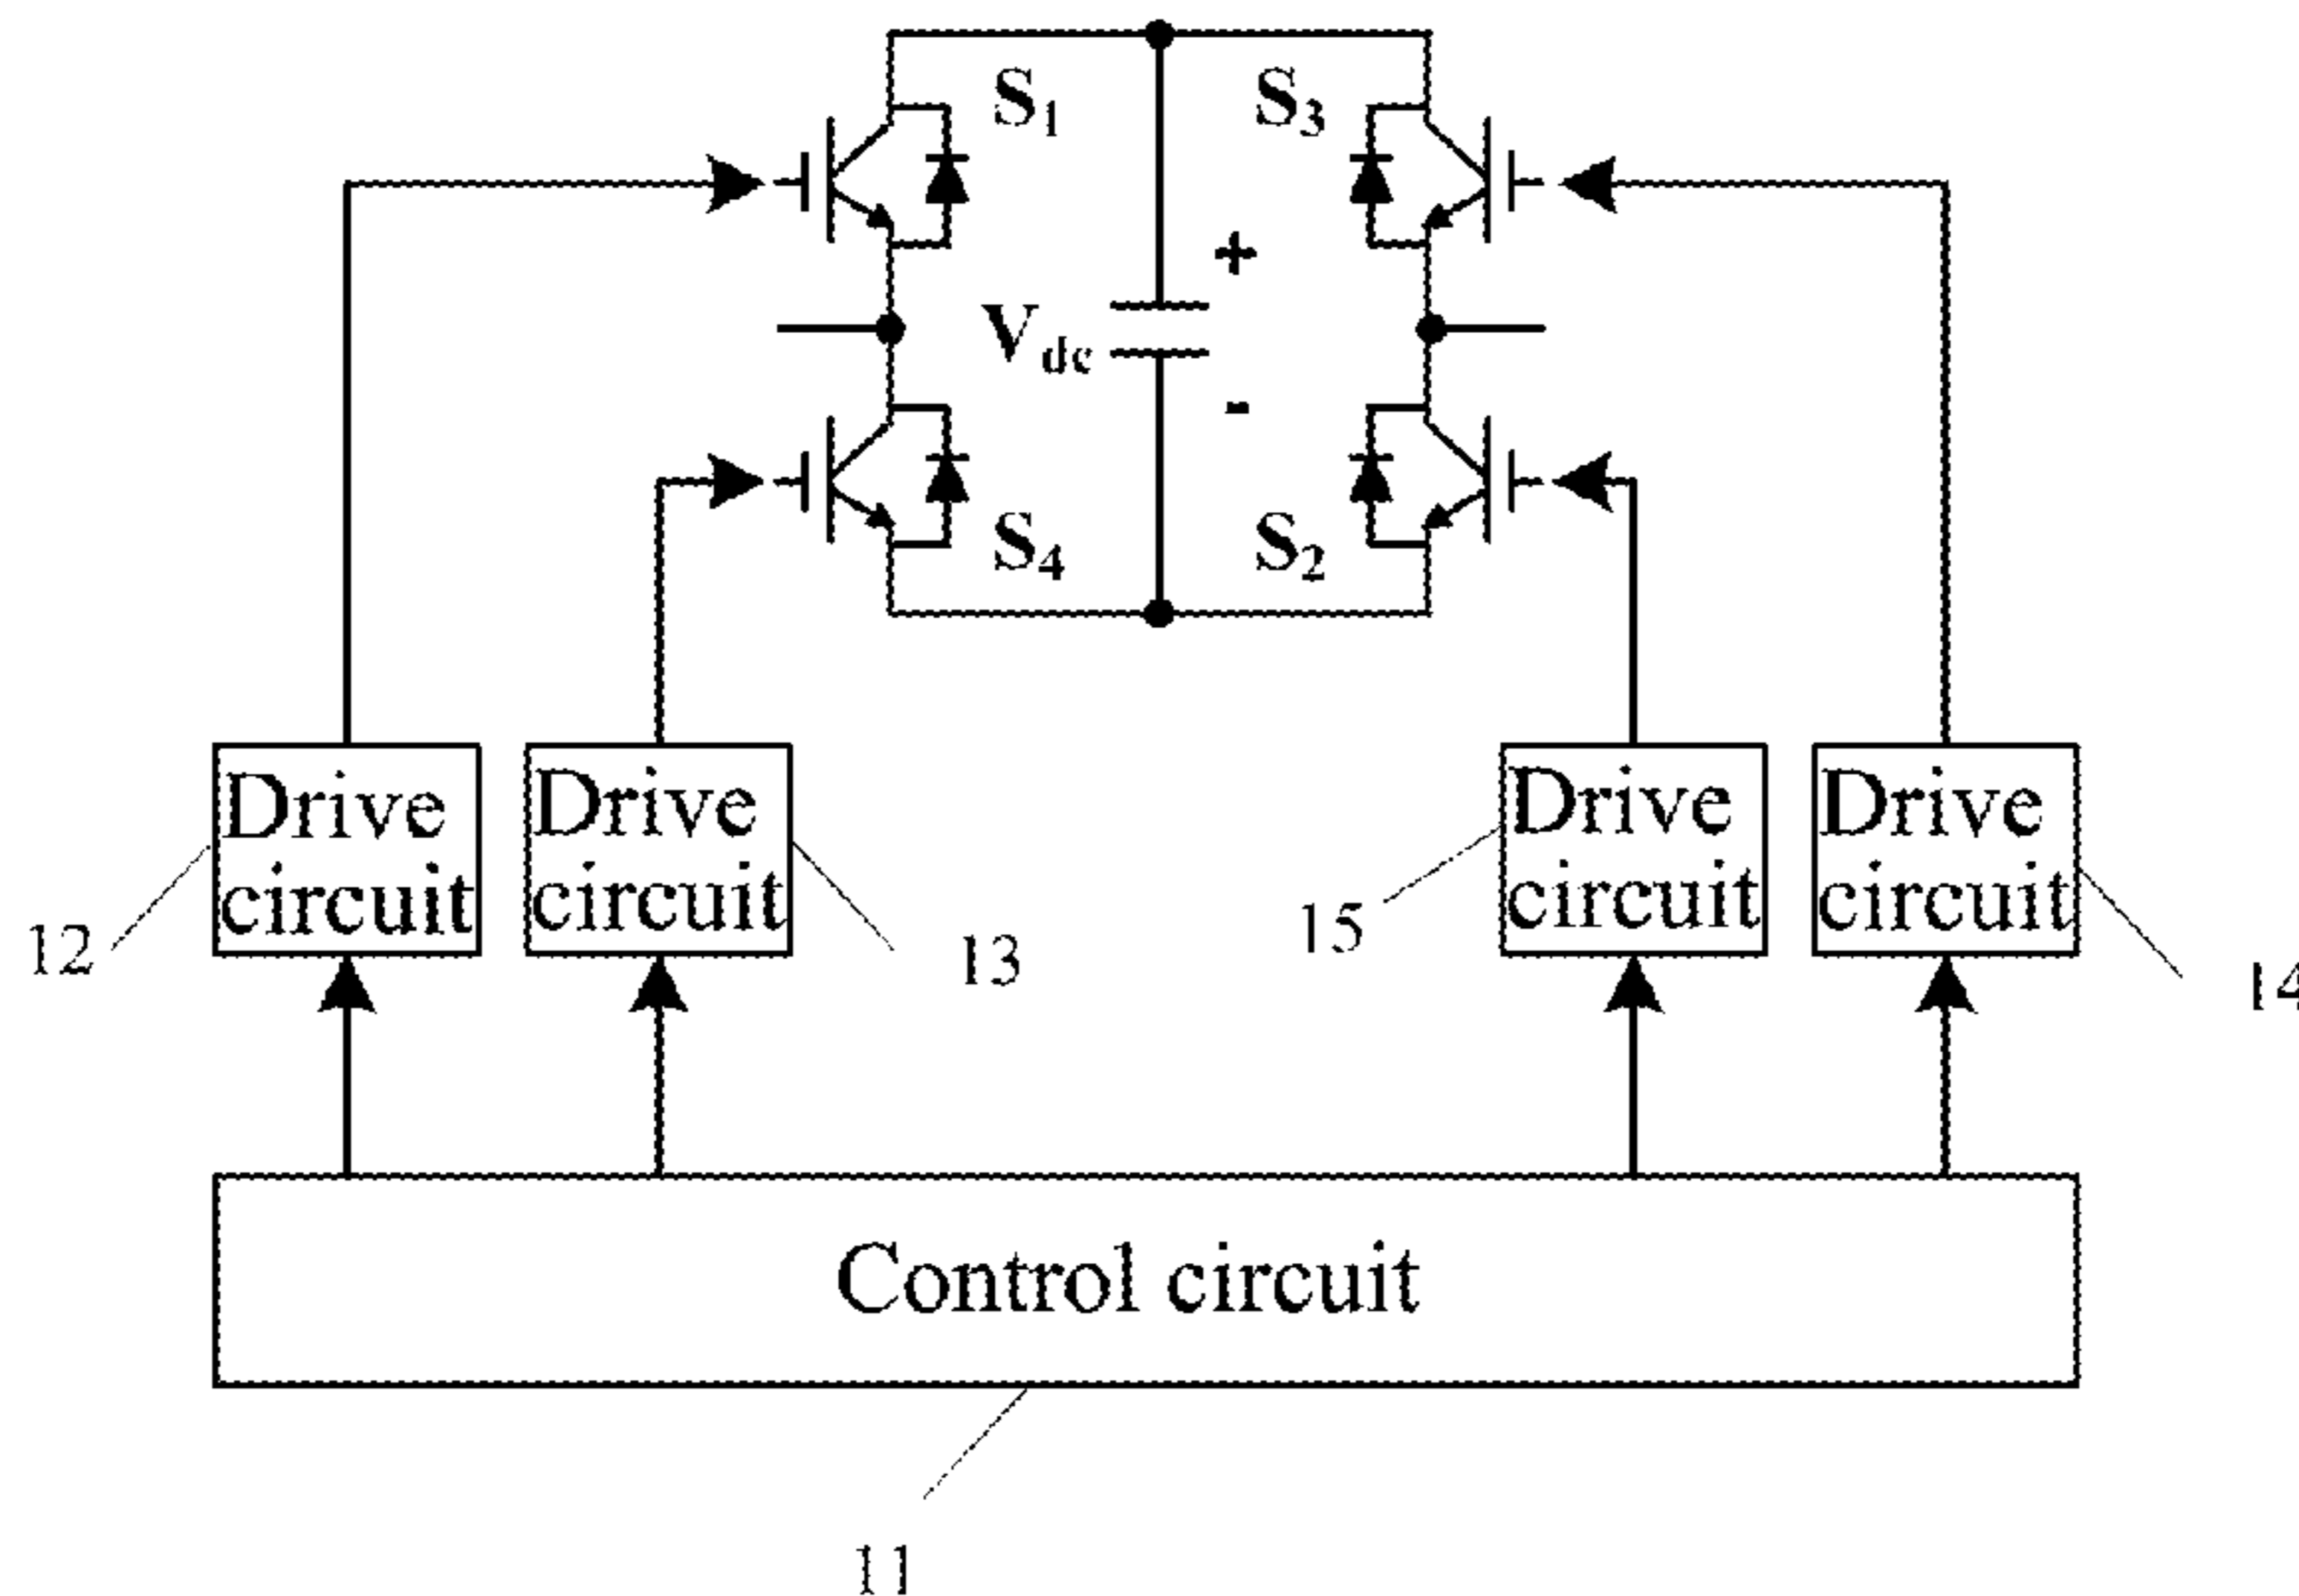 S1
S3
+
Vdc
-
S4
S2
Drive
circuit
Drive
circuit
Drive
circuit
Drive
circuit
12
13
15
14
Control circuit
11